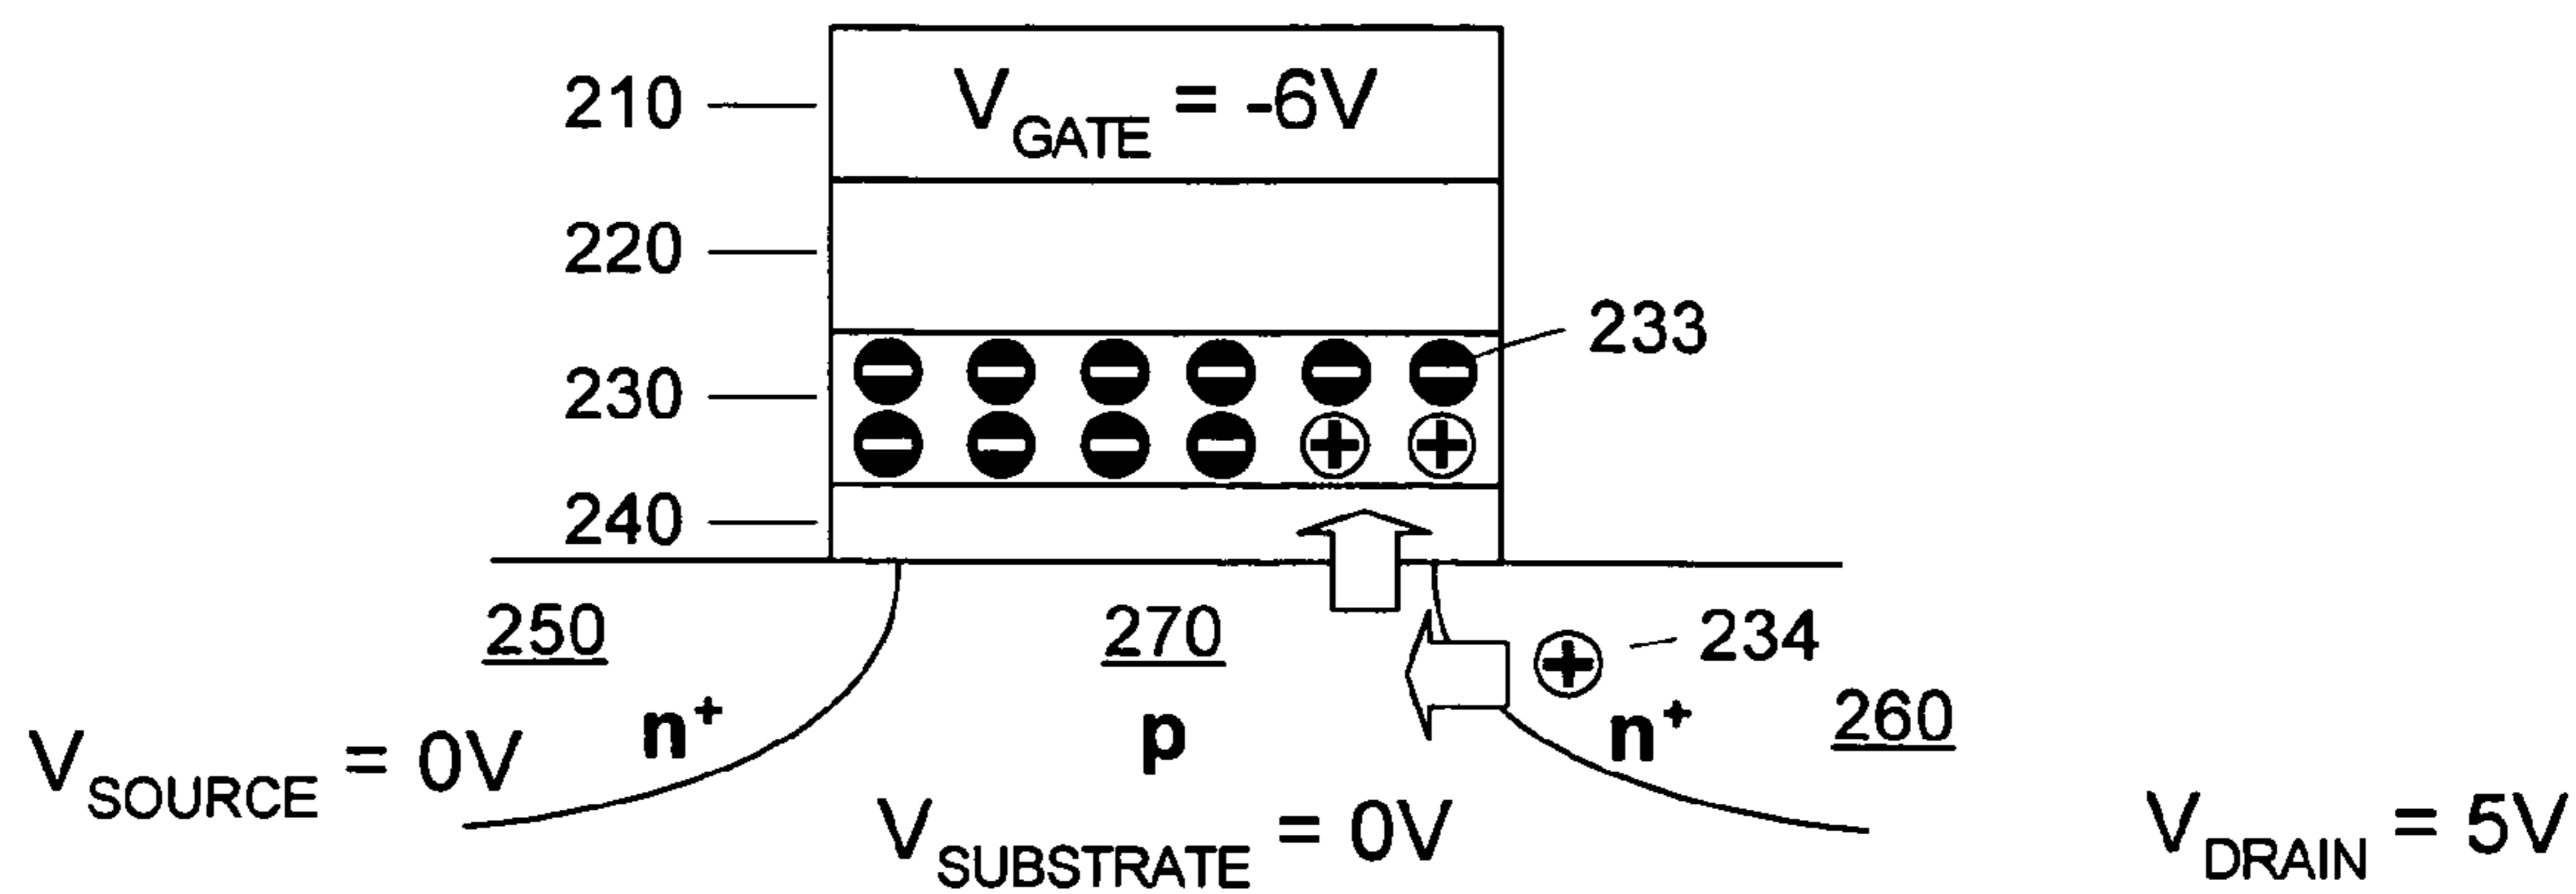 210
V_GATE = -6V
220
233
230
240
250
270
234
n+
p
n+
260
V_SOURCE = 0V
V_SUBSTRATE = 0V
V_DRAIN = 5V